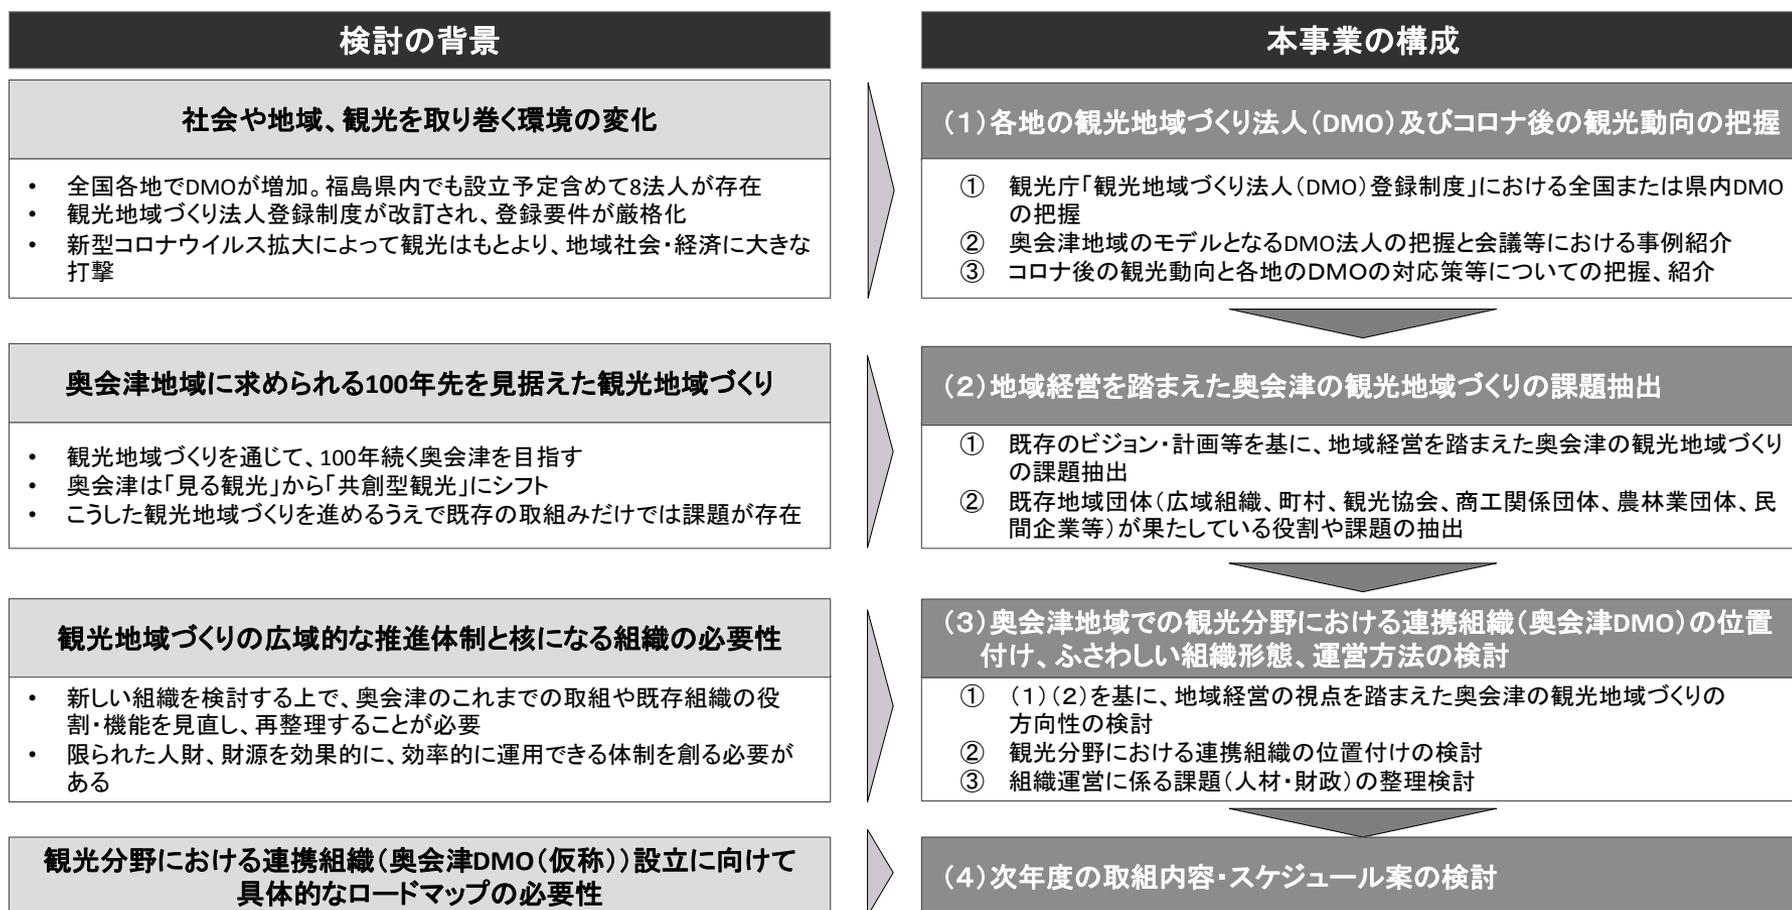 検討の背景
社会や地域、観光を取り巻く環境の変化
• 全国各地でDMOが増加。福島県内でも設立予定含めて8法人が存在
• 観光地域づくり法人登録制度が改訂され、登録要件が厳格化
• 新型コロナウイルス拡大によって観光はもとより、地域社会・経済に大きな
打撃
奥会津地域に求められる100年先を見据えた観光地域づくり
• 観光地域づくりを通じて、100年続く奥会津を目指す
• 奥会津は「見る観光」から「共創型観光」にシフト
• こうした観光地域づくりを進めるうえで既存の取組みだけでは課題が存在
観光地域づくりの広域的な推進体制と核になる組織の必要性
• 新しい組織を検討する上で、奥会津のこれまでの取組や既存組織の役
割・機能を見直し、再整理することが必要
• 限られた人財、財源を効果的に、効率的に運用できる体制を創る必要が
ある
観光分野における連携組織（奥会津DMO（仮称））設立に向けて
具体的なロードマップの必要性
本事業の構成
（１）各地の観光地域づくり法人（DMO）及びコロナ後の観光動向の把握
① 観光庁「観光地域づくり法人（DMO）登録制度」における全国または県内DMO
の把握
② 奥会津地域のモデルとなるDMO法人の把握と会議等における事例紹介
③ コロナ後の観光動向と各地のDMOの対応策等についての把握、紹介
（２）地域経営を踏まえた奥会津の観光地域づくりの課題抽出
① 既存のビジョン・計画等を基に、地域経営を踏まえた奥会津の観光地域づくり
の課題抽出
② 既存地域団体（広域組織、町村、観光協会、商工関係団体、農林業団体、民
間企業等）が果たしている役割や課題の抽出
（３）奥会津地域での観光分野における連携組織（奥会津DMO）の位置
付け、ふさわしい組織形態、運営方法の検討
① （１）（２）を基に、地域経営の視点を踏まえた奥会津の観光地域づくりの
方向性の検討
② 観光分野における連携組織の位置付けの検討
③ 組織運営に係る課題（人材・財政）の整理検討
（４）次年度の取組内容・スケジュール案の検討